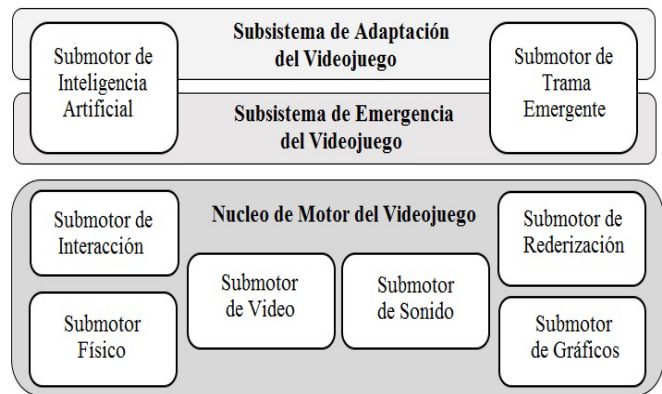 Submotor de
Inteligencia
Artificial
Subsistema de Adaptación
del Videojuego
Submotor de
Trama
Emergente
Subsistema de Emergencia
del Videojuego
Nucleo de Motor del Videojuego
Submotor de
Interacción
Submotor de
Rederización
Submotor
de Video
Submotor
de Sonido
Submotor
Físico
Submotor
de Gráficos